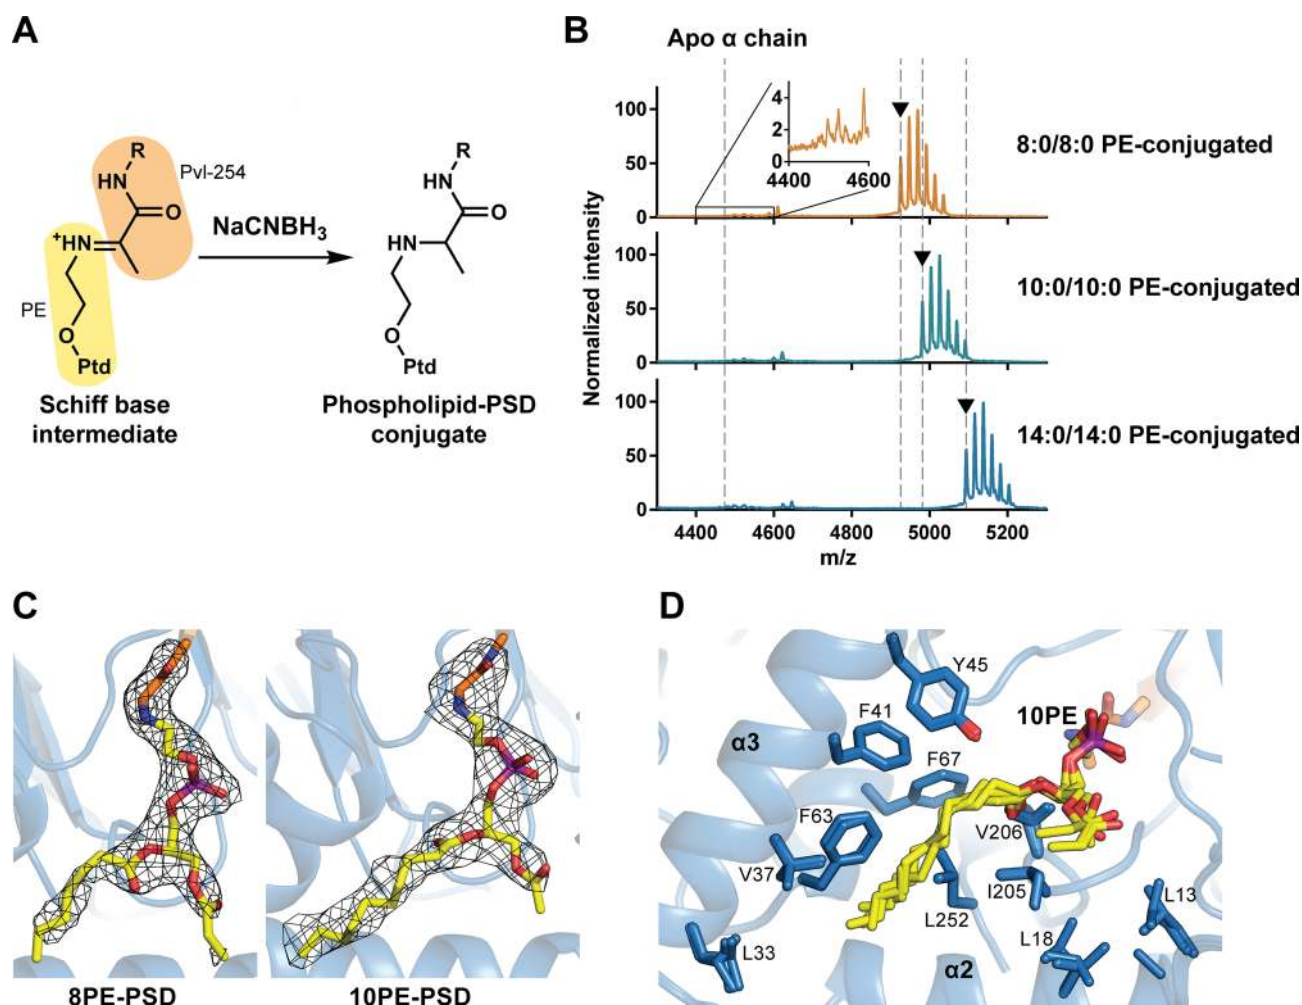 A
R
HN
Pvl-254
O
+
HN
PE
O
Ptd
Schiff base
intermediate
NaCNBH3
R
HN
O
HN
O
Ptd
Phospholipid-PSD
conjugate
B
Apo α chain
Normalized intensity
100
50
0
4
2
0
4400
4600
8:0/8:0 PE-conjugated
100
50
0
10:0/10:0 PE-conjugated
100
50
0
14:0/14:0 PE-conjugated
4400 4600 4800 5000 5200
m/z
C
8PE-PSD
10PE-PSD
D
Y45
10PE
F41
α3
F67
F63
V206
V37
I205
L13
L252
L18
L33
α2